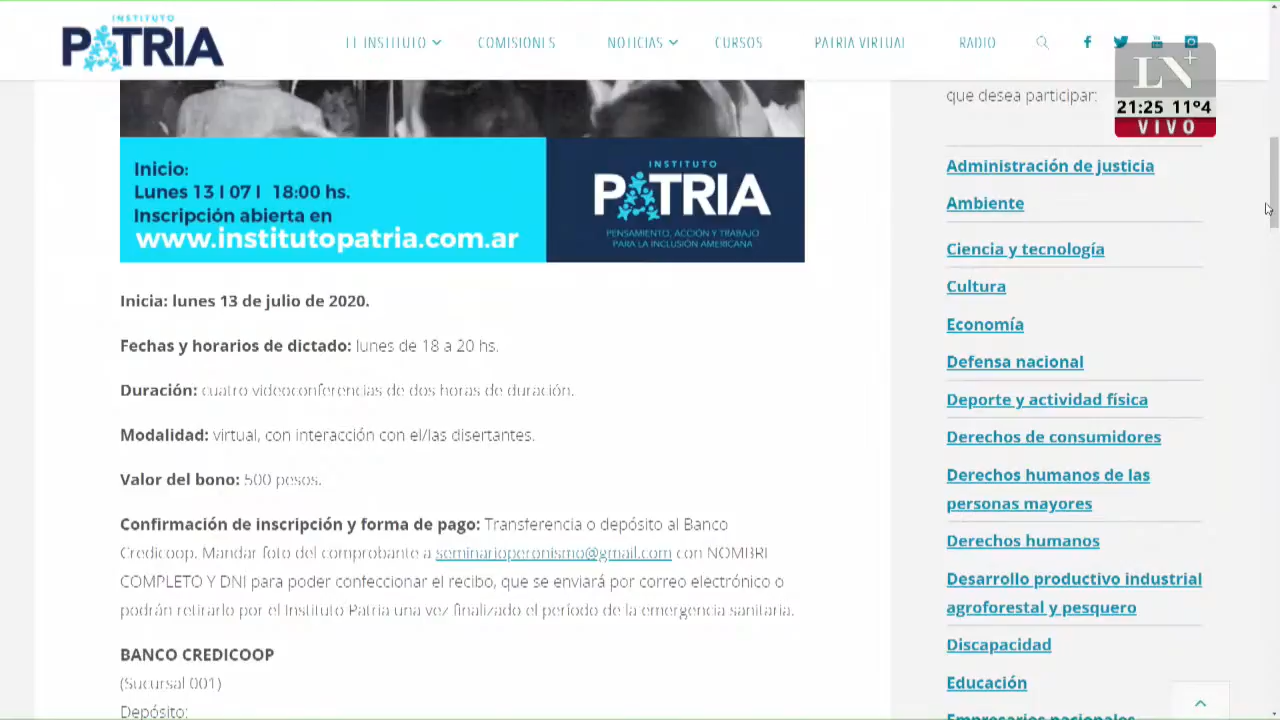 INSTITUTO
PATRIA
EL INSTITUTO
COMISIONES
NOTICIAS
CURSOS
PATRIA VIRTUAL
RADIO
LN+
21:25 11º4
VIVO
Inicio:
Lunes 13 I 07 I 18:00 hs.
Inscripción abierta en
www.institutopatria.com.ar
INSTITUTO
PATRIA
PENSAMIENTO, ACCIÓN Y TRABAJO
PARA LA INCLUSIÓN AMERICANA
Inicia: lunes 13 de julio de 2020.
Fechas y horarios de dictado: lunes de 18 a 20 hs.
Duración: cuatro videoconferencias de dos horas de duración.
Modalidad: virtual, con interacción con el/las disertantes.
Valor del bono: 500 pesos.
Confirmación de inscripción y forma de pago: Transferencia o depósito al Banco
Credicoop. Mandar foto del comprobante a seminarioperonismo@gmail.com con NOMBRE
COMPLETO Y DNI para poder confeccionar el recibo, que se enviará por correo electrónico o
podrán retirarlo por el Instituto Patria una vez finalizado el período de la emergencia sanitaria.
BANCO CREDICOOP
(Sucursal 001)
Depósito:
que desea participar:
Administración de justicia
Ambiente
Ciencia y tecnología
Cultura
Economía
Defensa nacional
Deporte y actividad física
Derechos de consumidores
Derechos humanos de las
personas mayores
Derechos humanos
Desarrollo productivo industrial
agroforestal y pesquero
Discapacidad
Educación
Empresarios nacionales